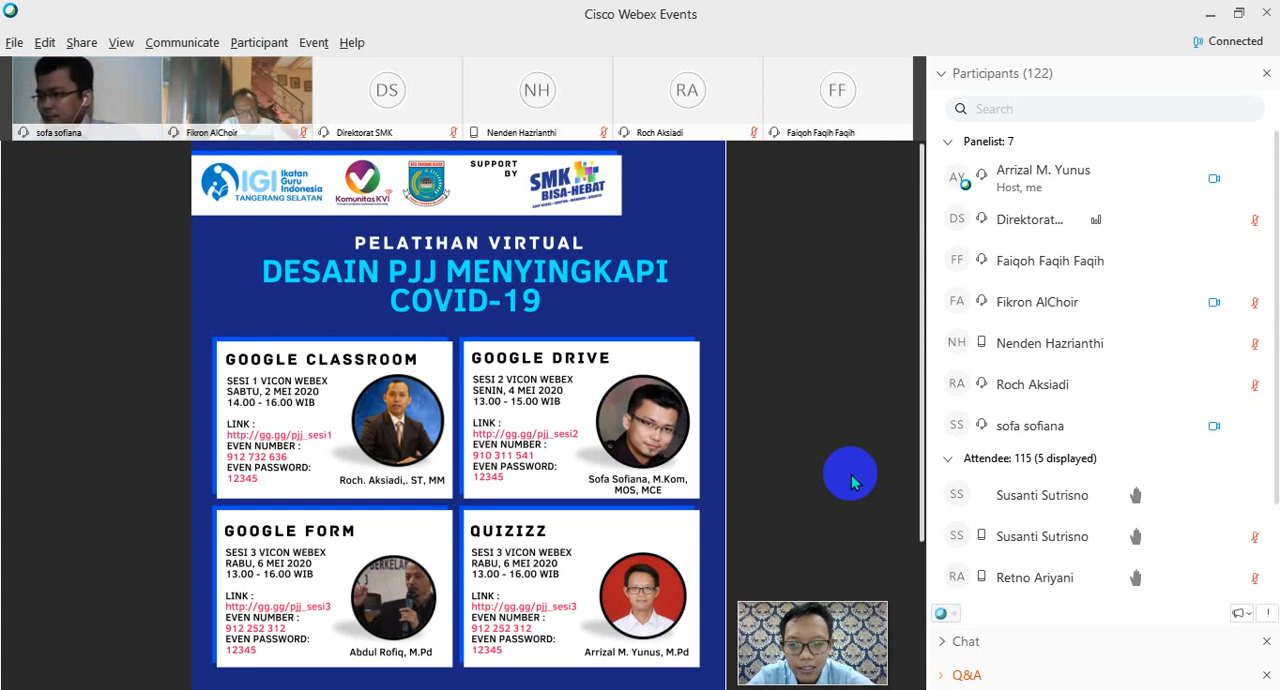 Cisco Webex Events
File Edit Share View Communicate Participant Event Help
Connected
sofa sofiana
Fikron AlChoir
DS
Direktorat SMK
NH
Nenden Hazrianthi
RA
Roch Aksiadi
FF
Faiqoh Faqih Faqih
IGI Ikatan Guru Indonesia
TANGERANG SELATAN
Komunitas KVI
SUPPORT
BY
SMK
BISA-HEBAT
PELATIHAN VIRTUAL
DESAIN PJJ MENYINGKAPI
COVID-19
GOOGLE CLASSROOM
SESI 1 VICON WEBEX
SABTU, 2 MEI 2020
14.00 - 16.00 WIB
LINK :
http://gg.gg/pjj_sesi1
EVEN NUMBER :
912 732 636
EVEN PASSWORD:
12345
Roch. Aksiadi,. ST, MM
GOOGLE DRIVE
SESI 2 VICON WEBEX
SENIN, 4 MEI 2020
13.00 - 15.00 WIB
LINK :
http://gg.gg/pjj_sesi2
EVEN NUMBER :
910 311 541
EVEN PASSWORD:
12345
Sofa Sofiana, M.Kom,
MOS, MCE
GOOGLE FORM
SESI 3 VICON WEBEX
RABU, 6 MEI 2020
13.00 - 16.00 WIB
LINK :
http://gg.gg/pjj_sesi3
EVEN NUMBER :
912 252 312
EVEN PASSWORD:
12345
Abdul Rofiq, M.Pd
QUIZIZZ
SESI 3 VICON WEBEX
RABU, 6 MEI 2020
13.00 - 16.00 WIB
LINK :
http://gg.gg/pjj_sesi3
EVEN NUMBER :
912 252 312
EVEN PASSWORD:
12345
Arrizal M. Yunus, M.Pd
Participants (122)
Search
Panelist: 7
AY Arrizal M. Yunus
Host, me
DS Direktorat...
FF Faiqoh Faqih Faqih
FA Fikron AlChoir
NH Nenden Hazrianthi
RA Roch Aksiadi
SS sofa sofiana
Attendee: 115 (5 displayed)
SS Susanti Sutrisno
SS Susanti Sutrisno
RA Retno Ariyani
Chat
Q&A